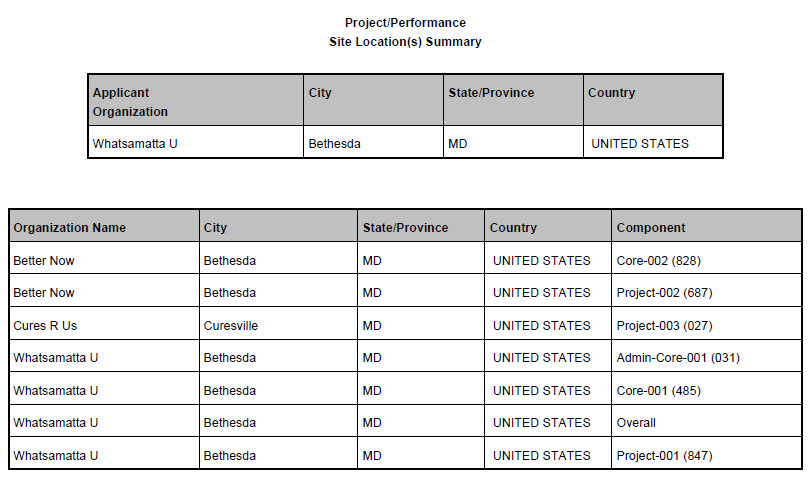 Project/Performance
Site Location(s) Summary
Applicant Organization City State/Province Country
Whatsamatta U Bethesda MD UNITED STATES
Organization Name City State/Province Country Component
Better Now Bethesda MD UNITED STATES Core-002 (828)
Better Now Bethesda MD UNITED STATES Project-002 (687)
Cures R Us Curesville MD UNITED STATES Project-003 (027)
Whatsamatta U Bethesda MD UNITED STATES Admin-Core-001 (031)
Whatsamatta U Bethesda MD UNITED STATES Core-001 (485)
Whatsamatta U Bethesda MD UNITED STATES Overall
Whatsamatta U Bethesda MD UNITED STATES Project-001 (847)